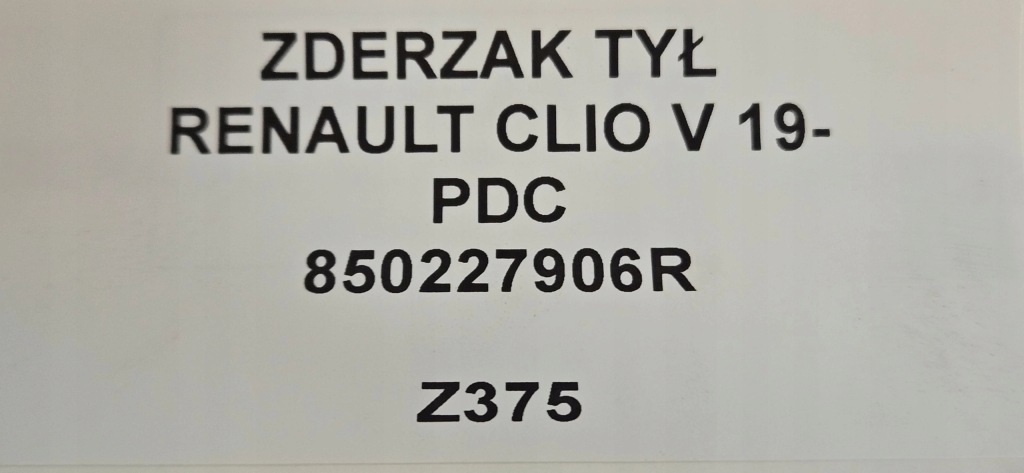 ZDERZAK TYŁ
RENAULT CLIO V 19-
PDC
850227906R
Z375